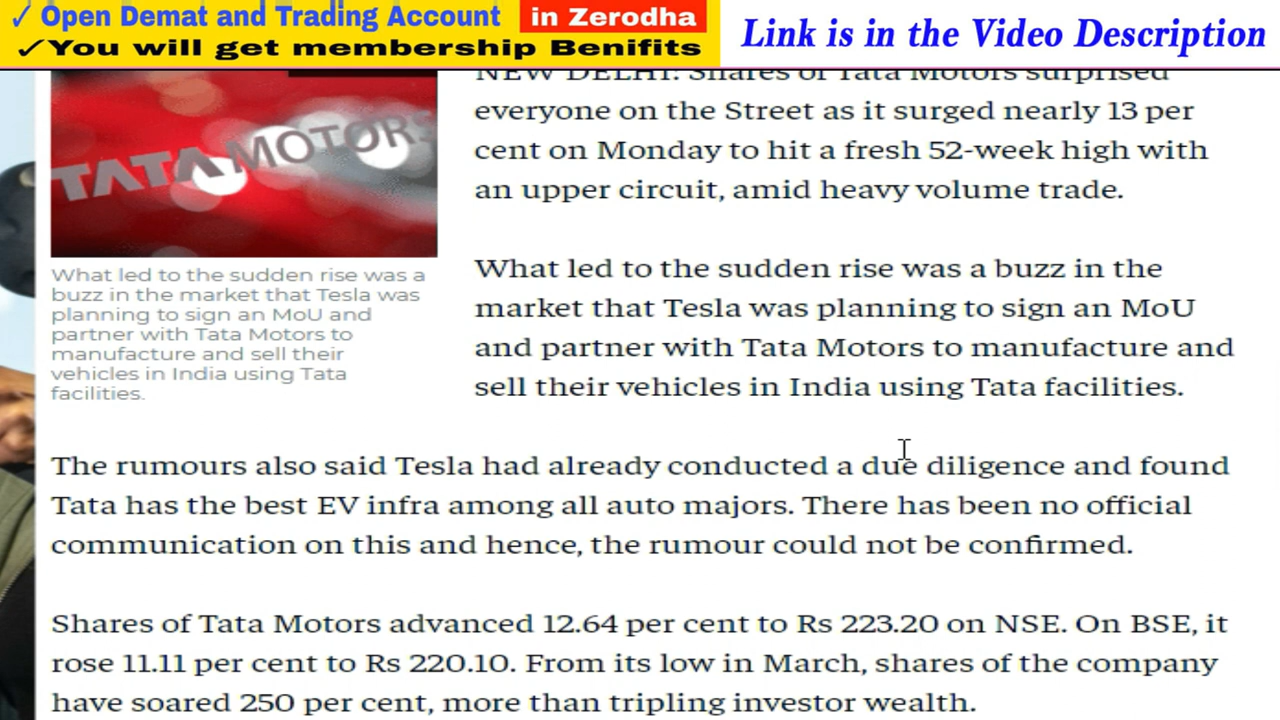 ✓ Open Demat and Trading Account in Zerodha
✓You will get membership Benifits
Link is in the Video Description
TATA MOTORS
What led to the sudden rise was a
buzz in the market that Tesla was
planning to sign an MoU and
partner with Tata Motors to
manufacture and sell their
vehicles in India using Tata
facilities.
NEW DELHI: Shares of Tata Motors surprised
everyone on the Street as it surged nearly 13 per
cent on Monday to hit a fresh 52-week high with
an upper circuit, amid heavy volume trade.
What led to the sudden rise was a buzz in the
market that Tesla was planning to sign an MoU
and partner with Tata Motors to manufacture and
sell their vehicles in India using Tata facilities.
The rumours also said Tesla had already conducted a due diligence and found
Tata has the best EV infra among all auto majors. There has been no official
communication on this and hence, the rumour could not be confirmed.
Shares of Tata Motors advanced 12.64 per cent to Rs 223.20 on NSE. On BSE, it
rose 11.11 per cent to Rs 220.10. From its low in March, shares of the company
have soared 250 per cent, more than tripling investor wealth.